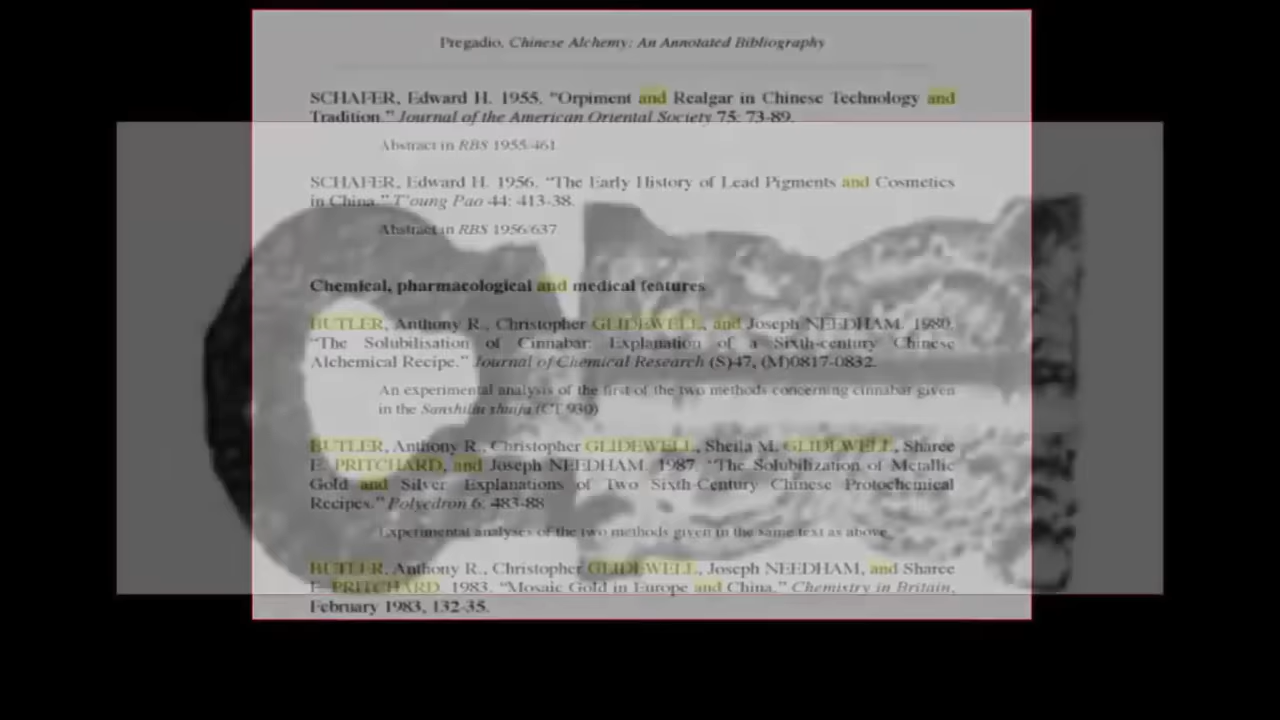 Pregadio, Chinese Alchemy: An Annotated Bibliography
SCHAFER, Edward H. 1955. “Orpiment and Realgar in Chinese Technology and
Tradition.” Journal of the American Oriental Society 75: 73-89.
Abstract in RBS 1955/461
SCHAFER, Edward H. 1956. “The Early History of Lead Pigments and Cosmetics
in China.” T’oung Pao 44: 413-38.
Abstract in RBS 1956/637
Chemical, pharmacological and medical features
BUTLER, Anthony R., Christopher GLIDEWELL, and Joseph NEEDHAM. 1980.
“The Solubilisation of Cinnabar: Explanation of a Sixth-century Chinese
Alchemical Recipe.” Journal of Chemical Research (S)47, (M)0817-0832.
An experimental analysis of the first of the two methods concerning cinnabar given
in the Sanshiliu shuifa (CT 930)
BUTLER, Anthony R., Christopher GLIDEWELL, Sheila M. GLIDEWELL, Sharee
E. PRITCHARD, and Joseph NEEDHAM. 1987. “The Solubilization of Metallic
Gold and Silver. Explanations of Two Sixth-Century Chinese Protochemical
Recipes.” Polyedron 6: 483-88
Experimental analyses of the two methods given in the same text as above.
BUTLER, Anthony R., Christopher GLIDEWELL, Joseph NEEDHAM, and Sharee
E. PRITCHARD. 1983. “Mosaic Gold in Europe and China.” Chemistry in Britain,
February 1983, 132-35.